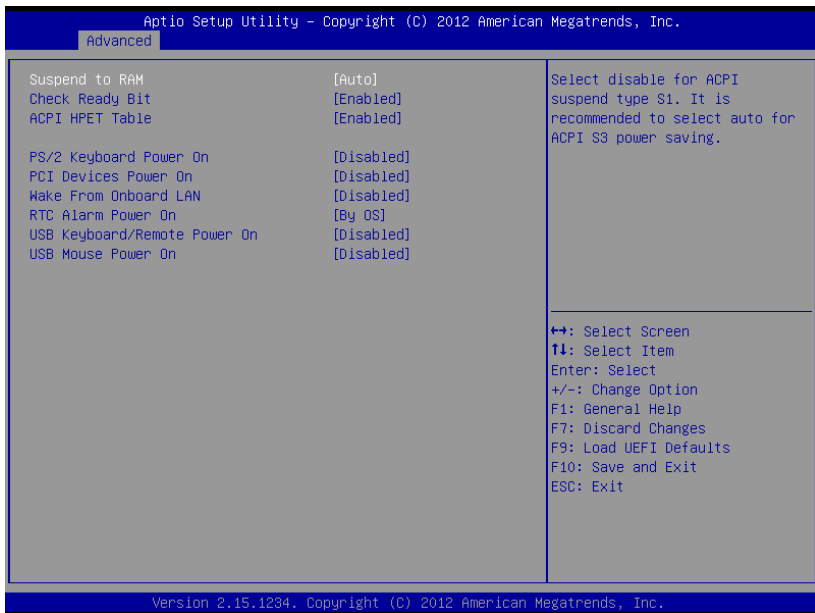 Aptio Setup Utility – Copyright (C) 2012 American Megatrends, Inc.
Advanced
Suspend to RAM [Auto]
Check Ready Bit [Enabled]
ACPI HPET Table [Enabled]
PS/2 Keyboard Power On [Disabled]
PCI Devices Power On [Disabled]
Wake From Onboard LAN [Disabled]
RTC Alarm Power On [By OS]
USB Keyboard/Remote Power On [Disabled]
USB Mouse Power On [Disabled]
Select disable for ACPI
suspend type S1. It is
recommended to select auto for
ACPI S3 power saving.
↔: Select Screen
↑↓: Select Item
Enter: Select
+/-: Change Option
F1: General Help
F7: Discard Changes
F9: Load UEFI Defaults
F10: Save and Exit
ESC: Exit
Version 2.15.1234. Copyright (C) 2012 American Megatrends, Inc.